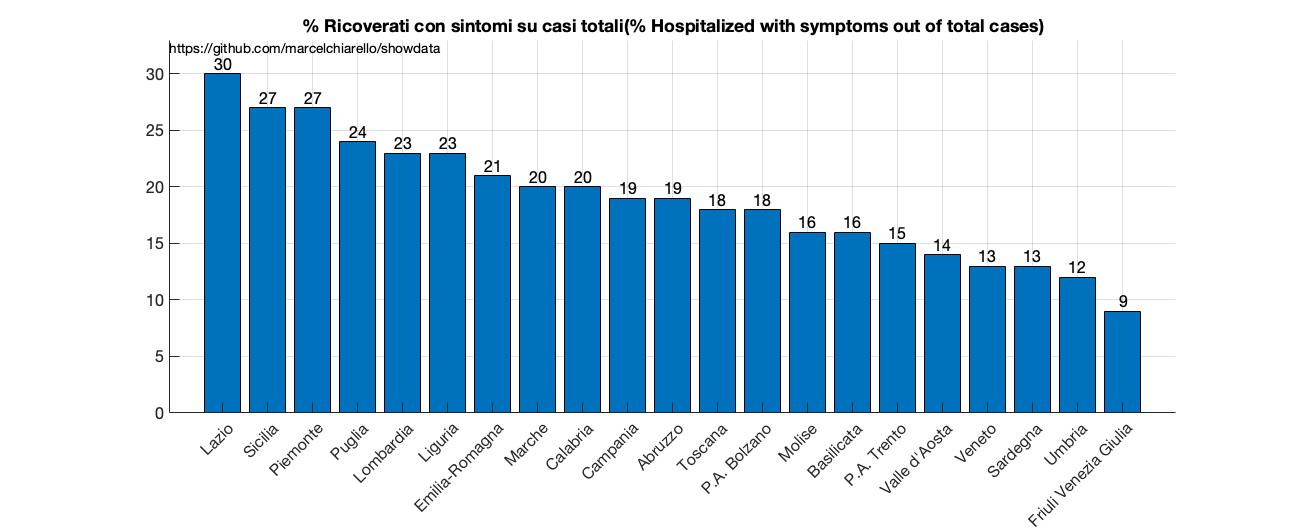 % Ricoverati con sintomi su casi totali(% Hospitalized with symptoms out of total cases)
https://github.com/marcelchiarello/showdata
30
27
27
24
23
23
21
20
20
19
19
18
18
16
16
15
14
13
13
12
9
30
25
20
15
10
5
0
Lazio
Sicilia
Piemonte
Puglia
Lombardia
Liguria
Emilia-Romagna
Marche
Calabria
Campania
Abruzzo
Toscana
P.A. Bolzano
Molise
Basilicata
P.A. Trento
Valle d'Aosta
Veneto
Sardegna
Umbria
Friuli Venezia Giulia